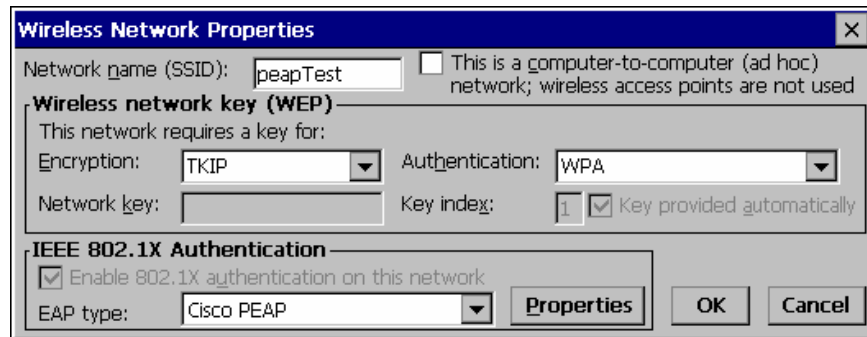 Wireless Network Properties
Network name (SSID): peapTest
This is a computer-to-computer (ad hoc)
network; wireless access points are not used
Wireless network key (WEP)
This network requires a key for:
Encryption: TKIP Authentication: WPA
Network key: Key index: 1 Key provided automatically
IEEE 802.1X Authentication
Enable 802.1X authentication on this network
EAP type: Cisco PEAP Properties OK Cancel